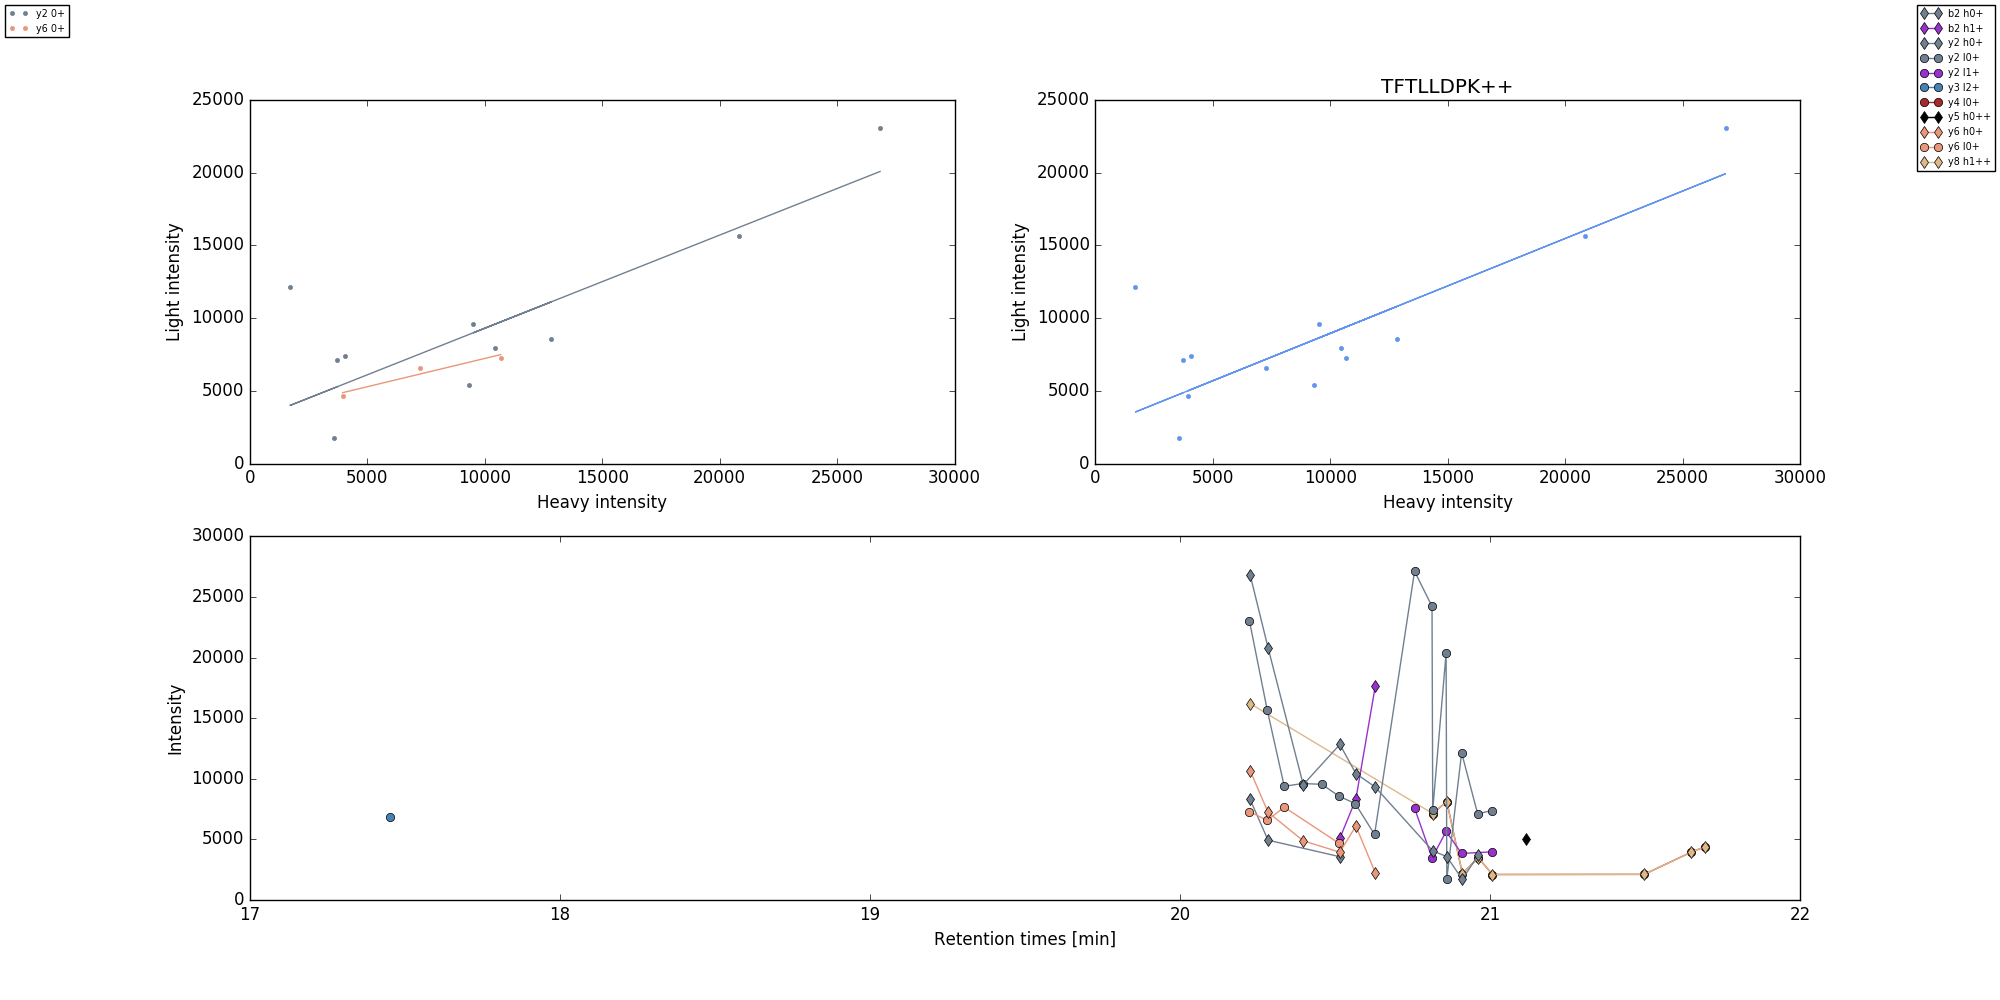 y2 0+
y6 0+
b2 h0+
b2 h1+
y2 h0+
y2 l0+
y2 l1+
y3 l2+
y4 l0+
y5 h0++
y6 h0+
y6 l0+
y8 h1++
25000
20000
15000
10000
5000
0
Light intensity
0 5000 10000 15000 20000 25000 30000
Heavy intensity
TFTLLDPK++
25000
20000
15000
10000
5000
0
Light intensity
0 5000 10000 15000 20000 25000 30000
Heavy intensity
30000
25000
20000
15000
10000
5000
0
Intensity
17 18 19 20 21 22
Retention times [min]